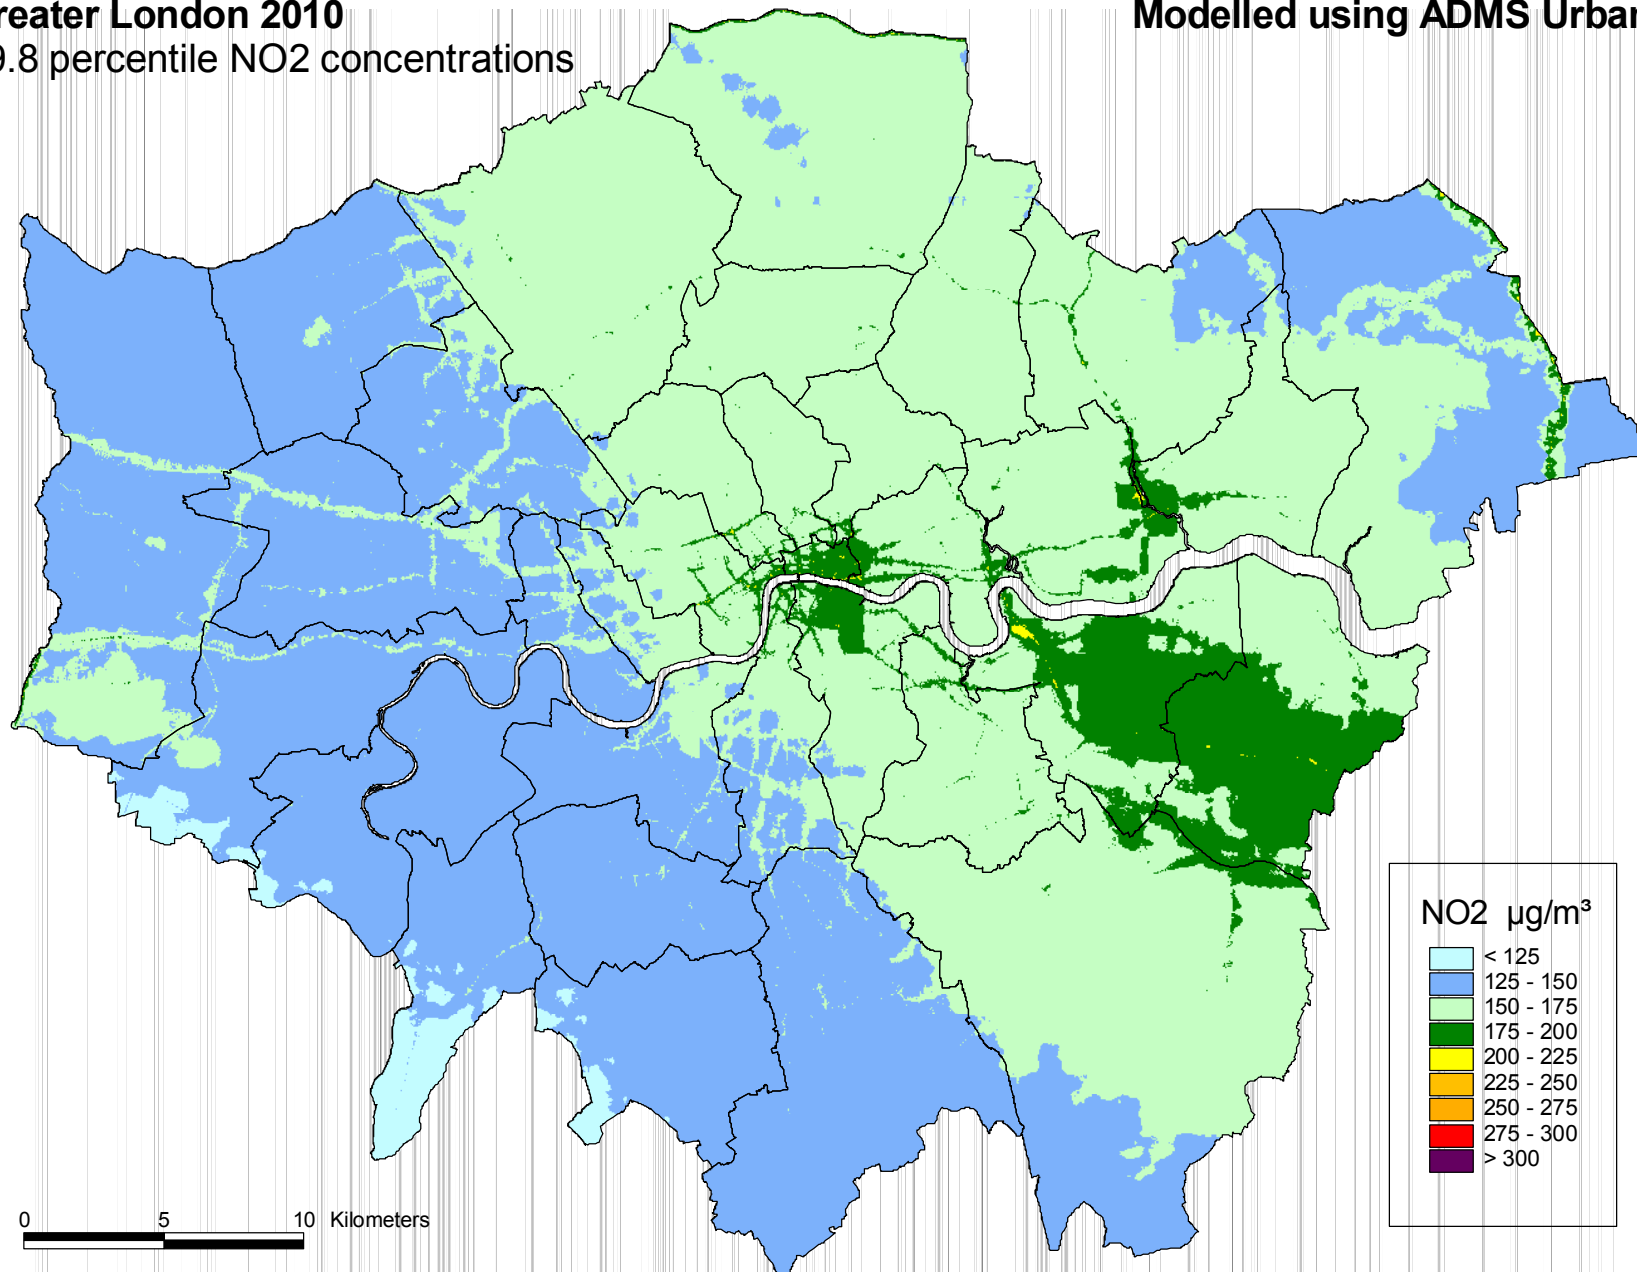 reater London 2010
Modelled using ADMS Urba
9.8 percentile NO2 concentrations
NO2 µg/m³
< 125
125 - 150
150 - 175
175 - 200
200 - 225
225 - 250
250 - 275
275 - 300
> 300
0 5 10 Kilometers